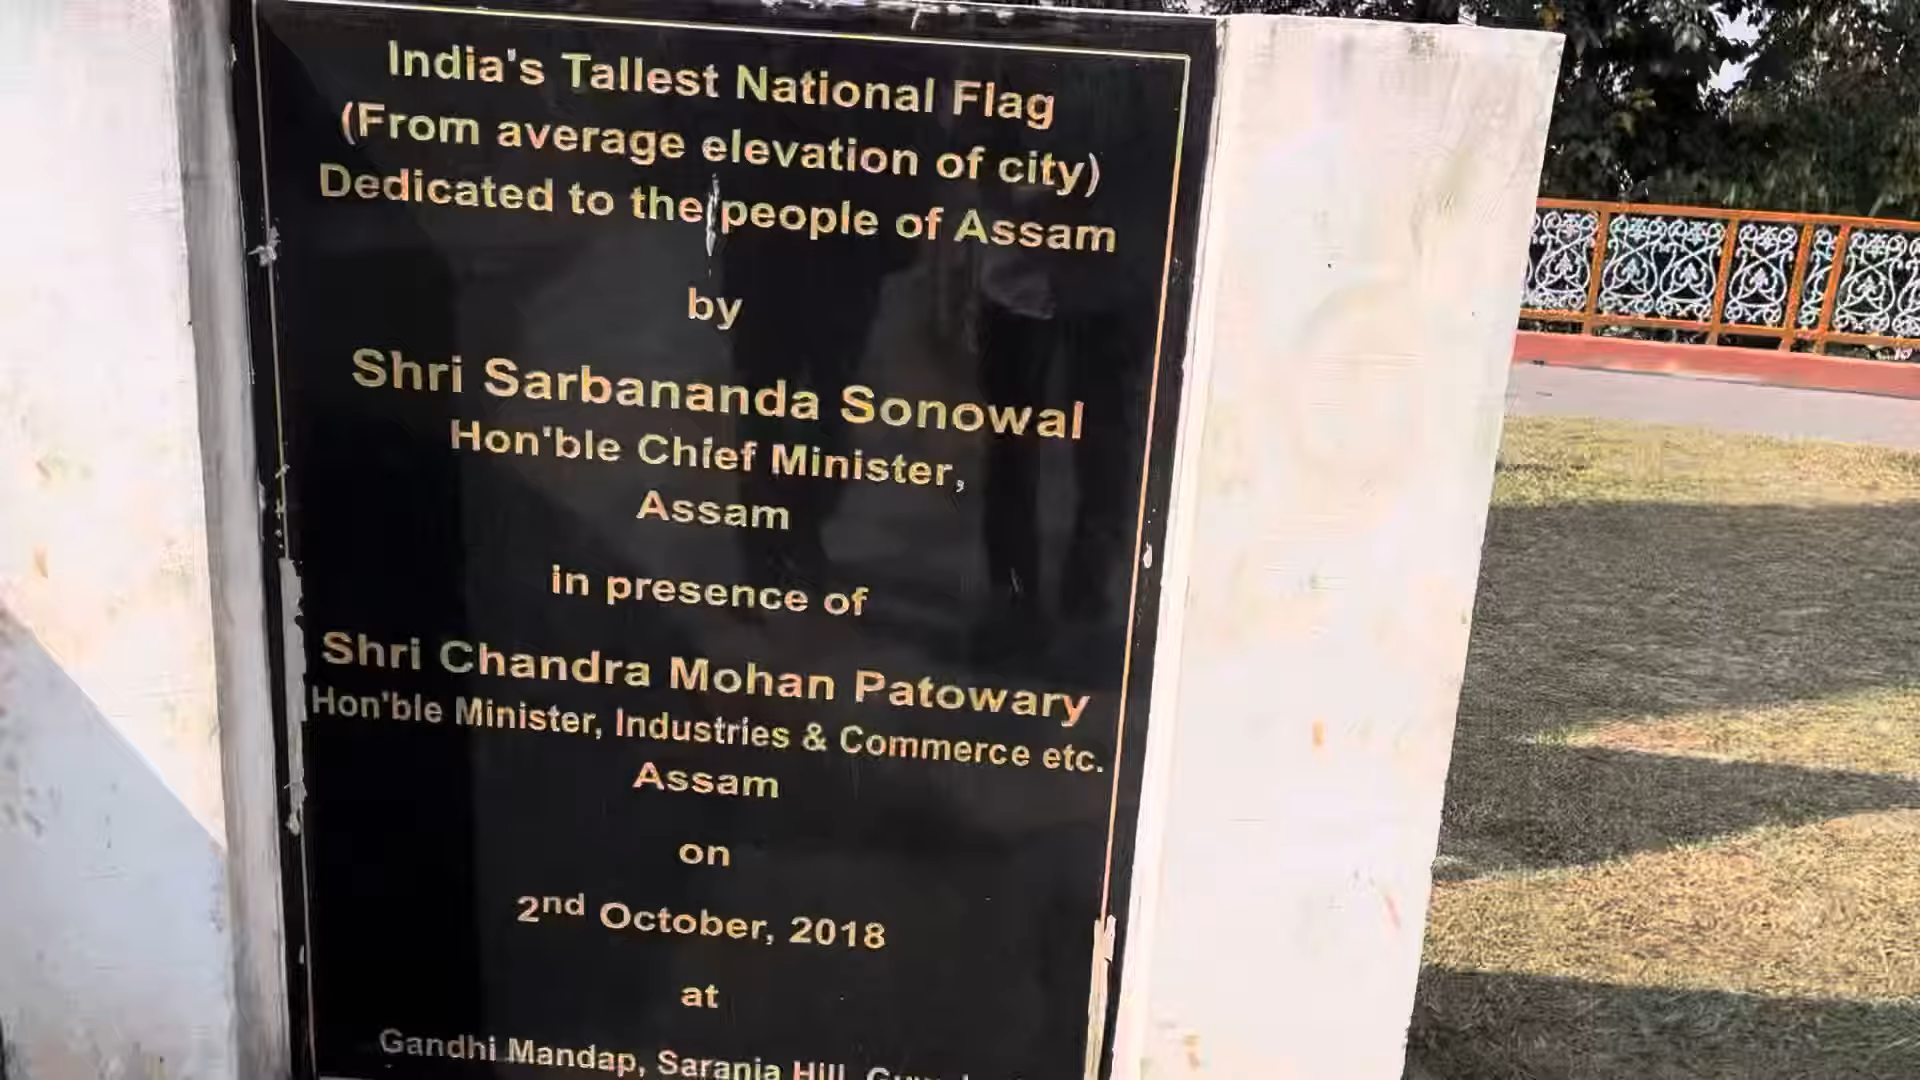 India's Tallest National Flag
(From average elevation of city)
Dedicated to the people of Assam
by
Shri Sarbananda Sonowal
Hon'ble Chief Minister,
Assam
in presence of
Shri Chandra Mohan Patowary
Hon'ble Minister, Industries & Commerce etc.
Assam
on
2nd October, 2018
at
Gandhi Mandap, Sarania Hill,